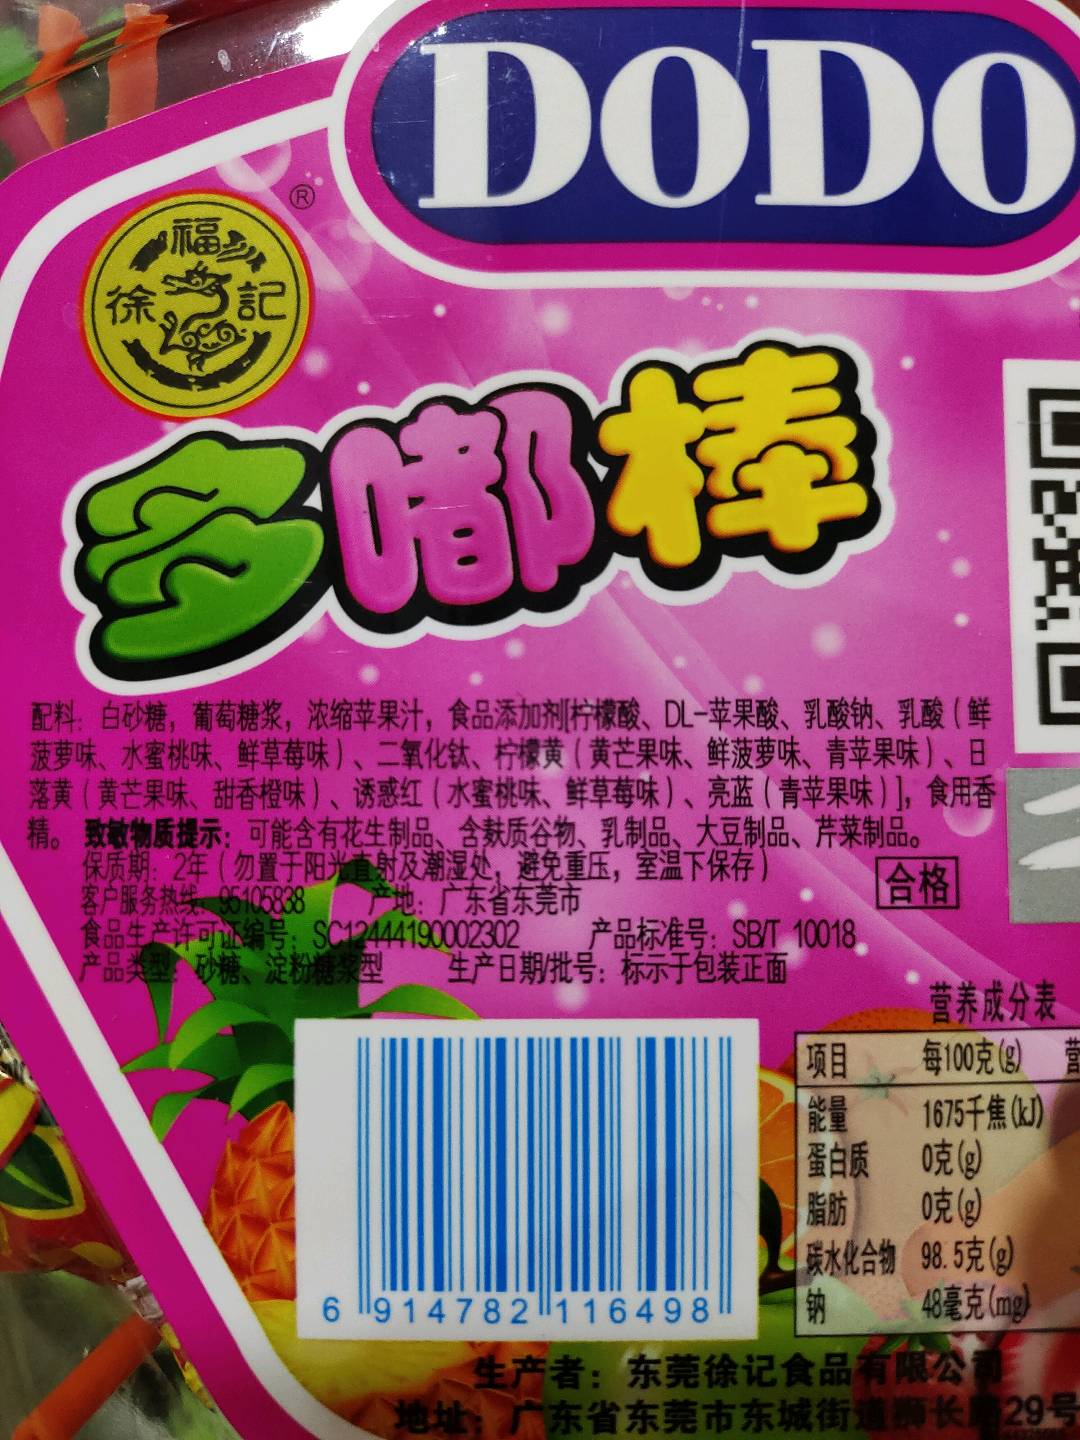 DODO
福
徐 記
®
多嘟棒
配料：白砂糖，葡萄糖浆，浓缩苹果汁，食品添加剂[柠檬酸、DL-苹果酸、乳酸钠、乳酸（鲜
菠萝味、水蜜桃味、鲜草莓味）、二氧化钛、柠檬黄（黄芒果味、鲜菠萝味、青苹果味）、日
落黄（黄芒果味、甜香橙味）、诱惑红（水蜜桃味、鲜草莓味）、亮蓝（青苹果味）]，食用香
精。致敏物质提示：可能含有花生制品、含麸质谷物、乳制品、大豆制品、芹菜制品。
保质期：2年（勿置于阳光直射及潮湿处，避免重压，室温下保存）
合格
客户服务热线：95105838 产地：广东省东莞市
食品生产许可证编号：SC12444190002302 产品标准号：SB/T 10018
产品类型：砂糖、淀粉糖浆型 生产日期/批号：标示于包装正面
营养成分表
项目 每100克(g) 营
能量 1675千焦(kJ)
蛋白质 0克(g)
脂肪 0克(g)
碳水化合物 98.5克(g)
钠 48毫克(mg)
6 914782 116498
生产者：东莞徐记食品有限公司
地址：广东省东莞市东城街道狮长路29号